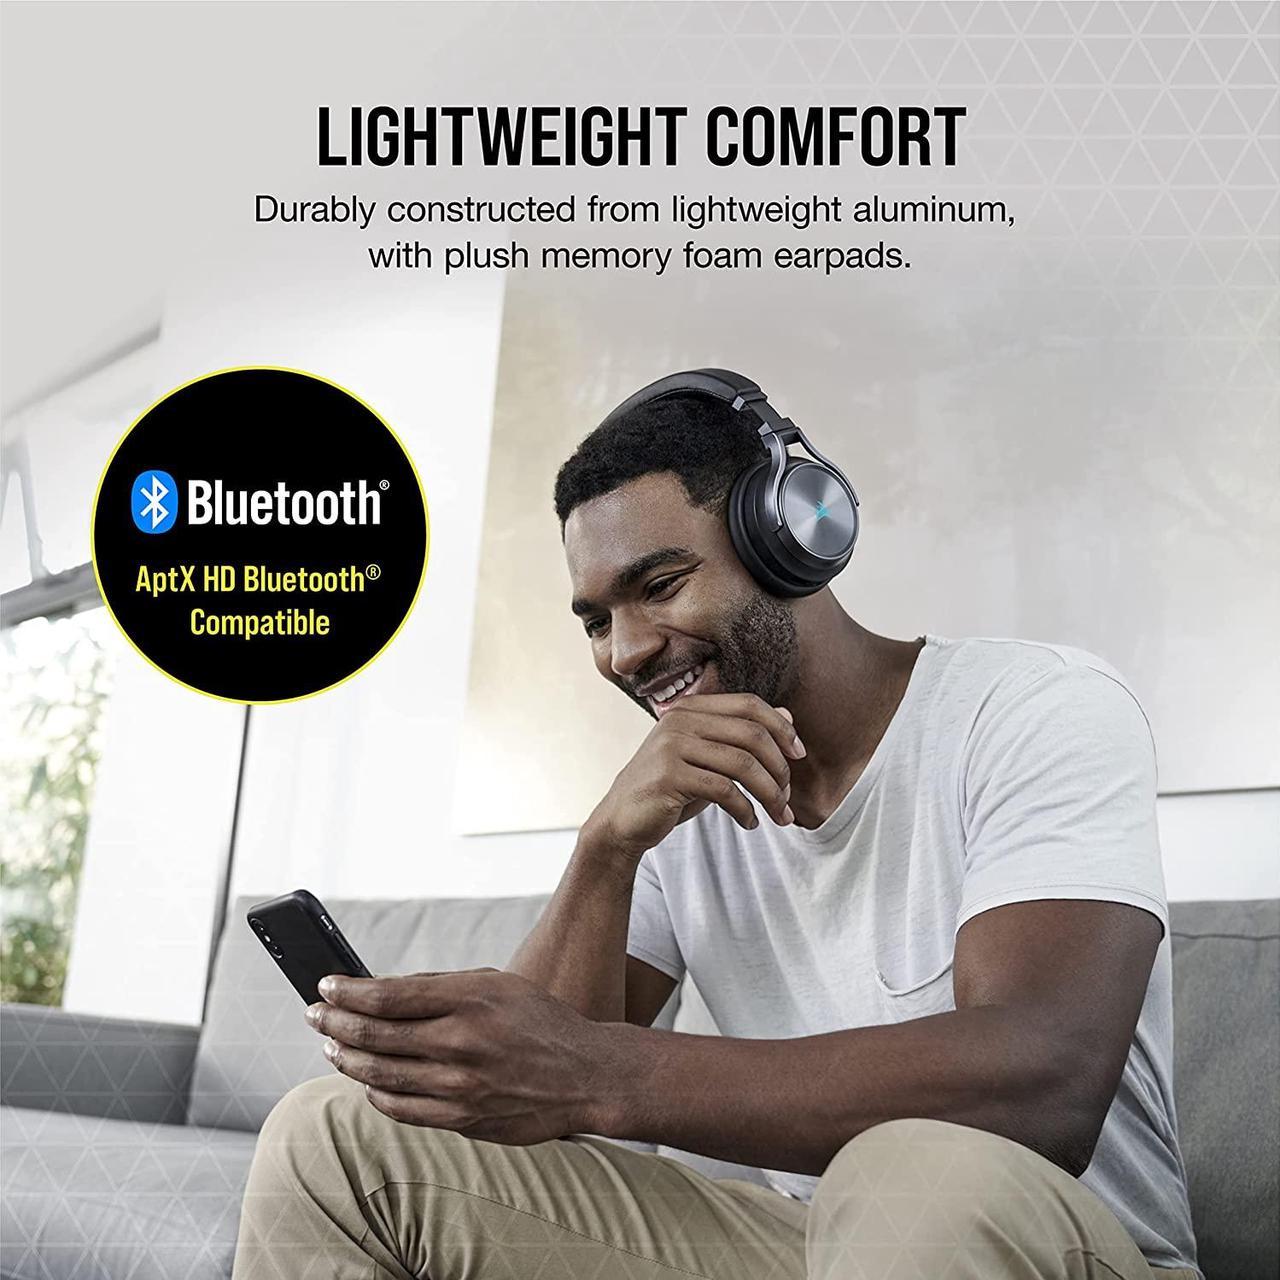 LIGHTWEIGHT COMFORT
Durably constructed from lightweight aluminum,
with plush memory foam earpads.
Bluetooth®
AptX HD Bluetooth®
Compatible